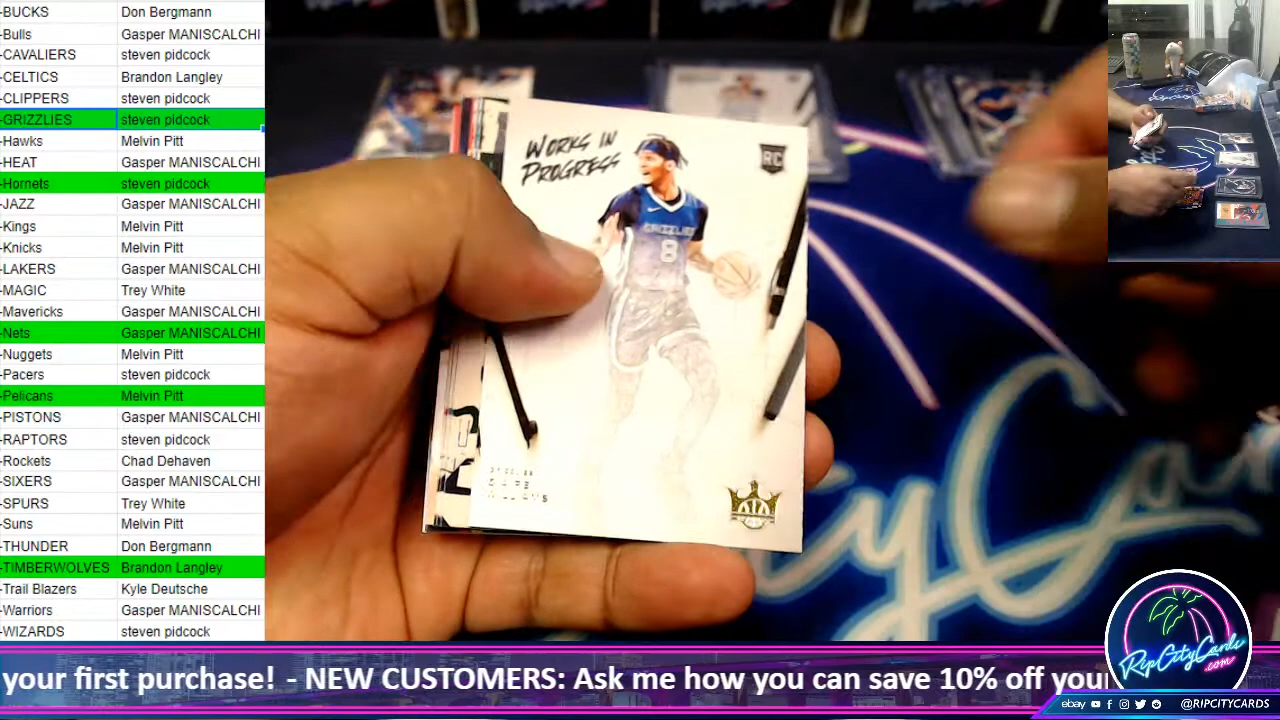 -BUCKS Don Bergmann
-Bulls Gasper MANISCALCHI
-CAVALIERS steven pidcock
-CELTICS Brandon Langley
-CLIPPERS steven pidcock
-GRIZZLIES steven pidcock
-Hawks Melvin Pitt
-HEAT Gasper MANISCALCHI
-Hornets steven pidcock
-JAZZ Gasper MANISCALCHI
-Kings Melvin Pitt
-Knicks Melvin Pitt
-LAKERS Gasper MANISCALCHI
-MAGIC Trey White
-Mavericks Gasper MANISCALCHI
-Nets Gasper MANISCALCHI
-Nuggets Melvin Pitt
-Pacers steven pidcock
-Pelicans Melvin Pitt
-PISTONS Gasper MANISCALCHI
-RAPTORS steven pidcock
-Rockets Chad Dehaven
-SIXERS Gasper MANISCALCHI
-SPURS Trey White
-Suns Melvin Pitt
-THUNDER Don Bergmann
-TIMBERWOLVES Brandon Langley
-Trail Blazers Kyle Deutsche
-Warriors Gasper MANISCALCHI
-WIZARDS steven pidcock
WORKS IN
PROGRESS
RC
GRIZZLIES
8
RipCityCards
.com
your first purchase! - NEW CUSTOMERS: Ask me how you can save 10% off you
ebay @RIPCITYCARDS